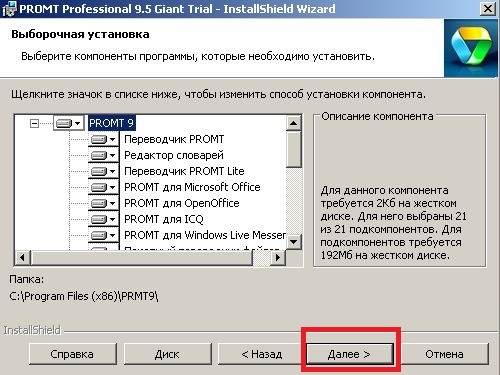 PROMT Professional 9.5 Giant Trial - InstallShield Wizard
Выборочная установка
Выберите компоненты программы, которые необходимо установить.
Щелкните значок в списке ниже, чтобы изменить способ установки компонента.
PROMT 9
Переводчик PROMT
Редактор словарей
Переводчик PROMT Lite
PROMT для Microsoft Office
PROMT для OpenOffice
PROMT для ICQ
PROMT для Windows Live Messer
Описание компонента
Для данного компонента
требуется 2Кб на жестком
диске. Для него выбраны 21
из 21 подкомпонентов. Для
подкомпонентов требуется
192Мб на жестком диске.
Папка:
C:\Program Files (x86)\PRMT9\
InstallShield
Справка
Диск
< Назад
Далее >
Отмена